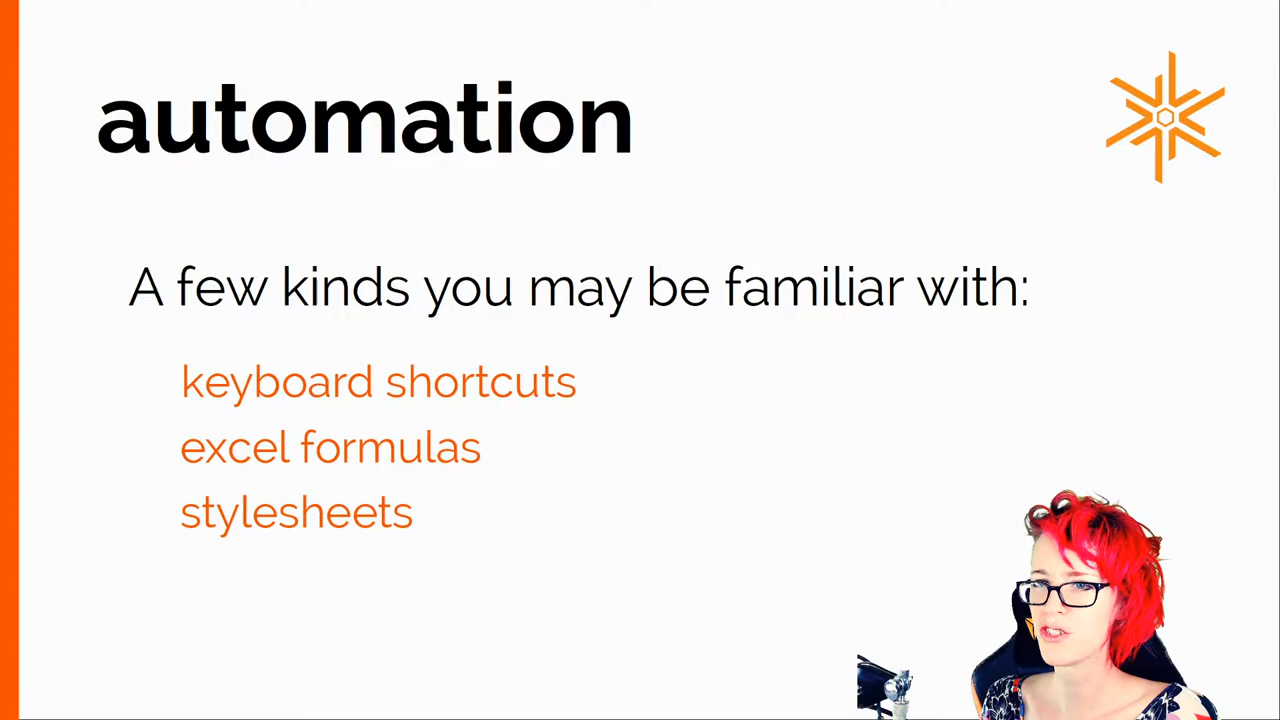 automation
A few kinds you may be familiar with:
keyboard shortcuts
excel formulas
stylesheets